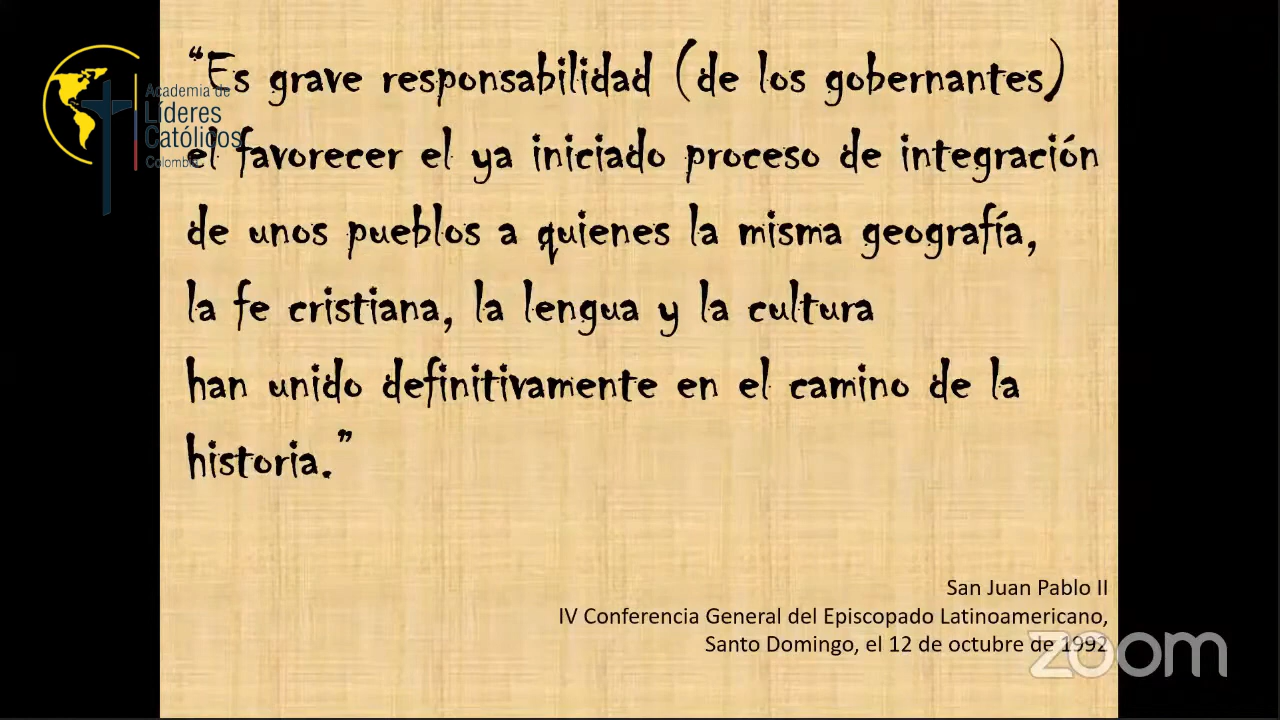 “Es grave responsabilidad (de los gobernantes)
el favorecer el ya iniciado proceso de integración
de unos pueblos a quienes la misma geografía,
la fe cristiana, la lengua y la cultura
han unido definitivamente en el camino de la
historia.”
Academia de
Líderes
Católicos
Colombia
San Juan Pablo II
IV Conferencia General del Episcopado Latinoamericano,
Santo Domingo, el 12 de octubre de 1992
zoom